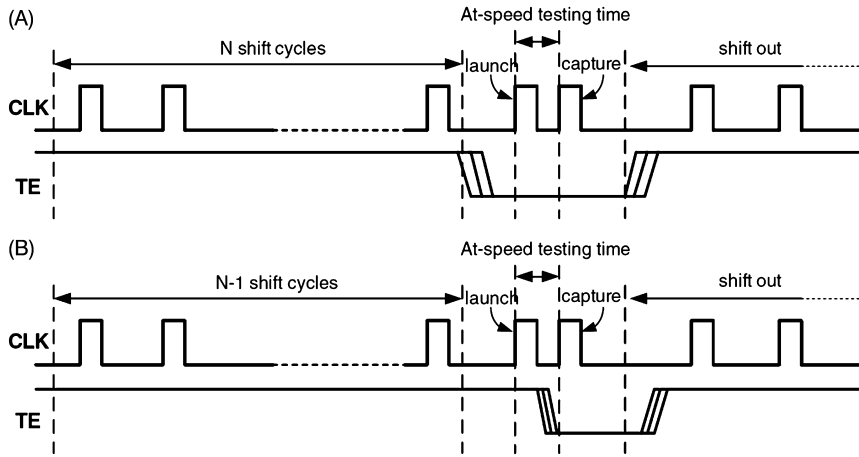 (A)
At-speed testing time
N shift cycles
launch
capture
shift out
CLK
TE
(B)
At-speed testing time
N-1 shift cycles
launch
capture
shift out
CLK
TE